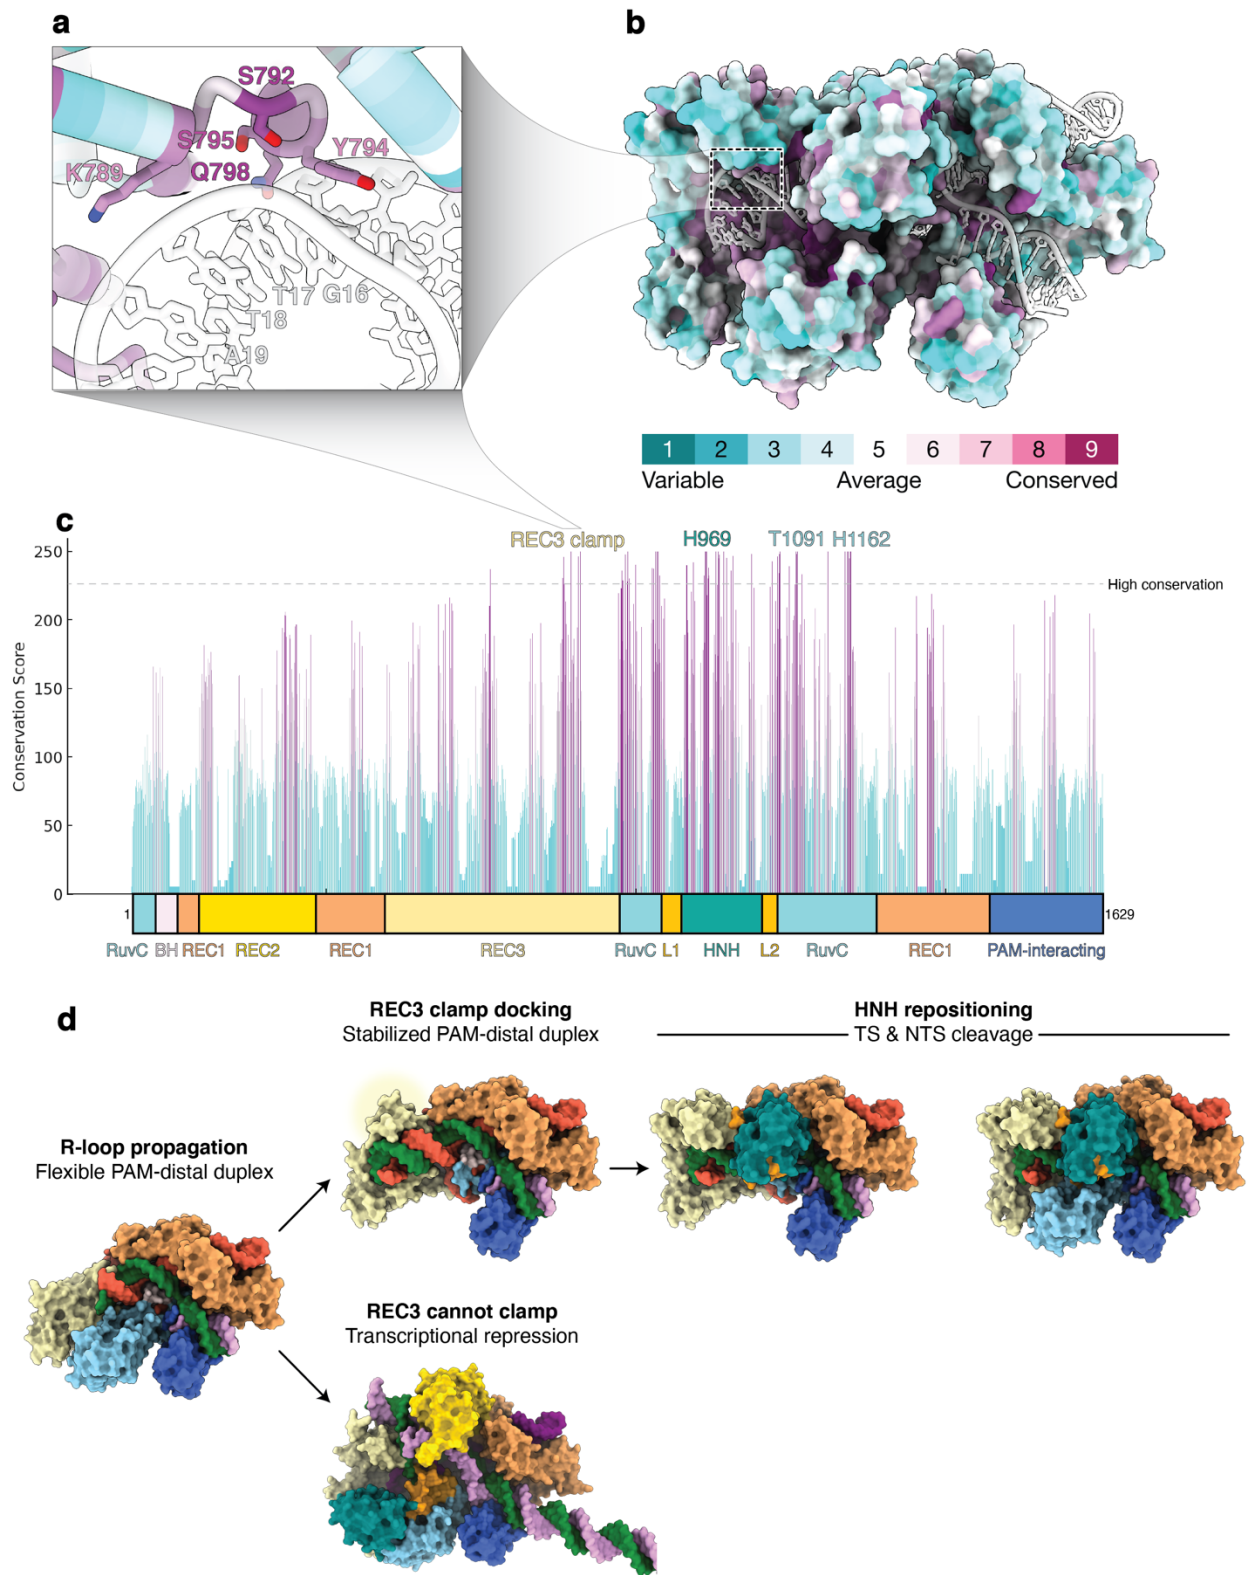 a
S792
S795
Y794
K789
Q798
T17 G16
T18
A19
b
1 2 3 4 5 6 7 8 9
Variable Average Conserved
c
REC3 clamp H969 T1091 H1162
250
High conservation
200
150
100
50
0
Conservation Score
1 1629
RuvC BH REC1 REC2 REC1 REC3 RuvC L1 HNH L2 RuvC REC1 PAM-interacting
d
REC3 clamp docking
Stabilized PAM-distal duplex
HNH repositioning
TS & NTS cleavage
R-loop propagation
Flexible PAM-distal duplex
REC3 cannot clamp
Transcriptional repression